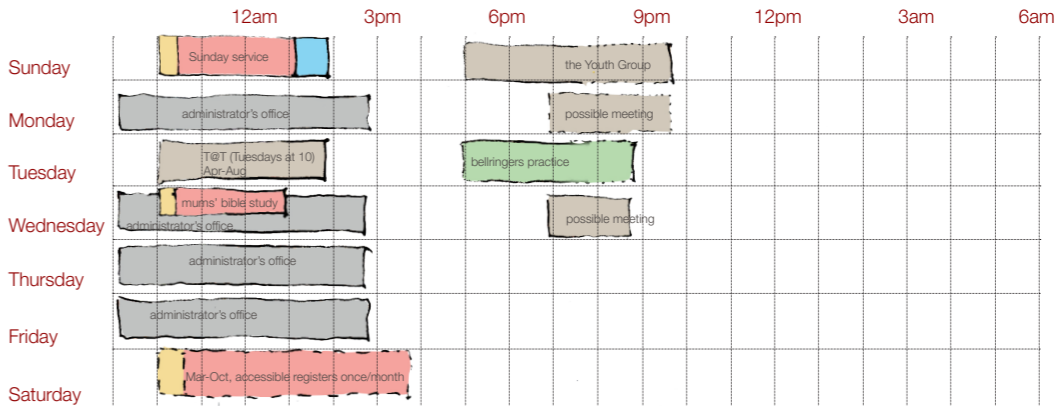 12am 3pm 6pm 9pm 12pm 3am 6am
Sunday Sunday service the Youth Group
Monday administrator's office possible meeting
Tuesday T@T (Tuesdays at 10)
Apr-Aug bellringers practice
Wednesday mums' bible study
administrator's office possible meeting
Thursday administrator's office
Friday administrator's office
Saturday Mar-Oct, accessible registers once/month